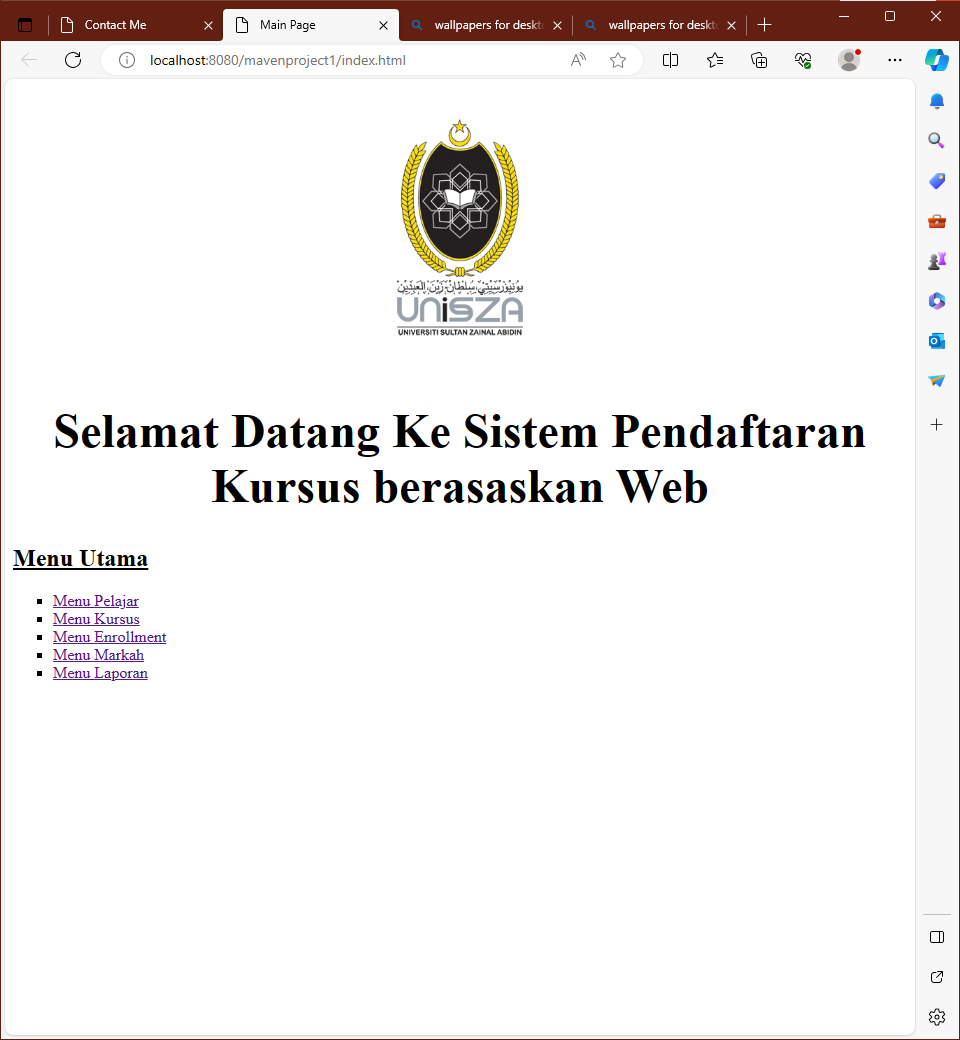 Contact Me
Main Page
wallpapers for deskt
wallpapers for deskt
localhost:8080/mavenproject1/index.html
يونيۏرسيتي سلطان زين العابدين
UNiSZA
UNIVERSITI SULTAN ZAINAL ABIDIN
Selamat Datang Ke Sistem Pendaftaran
Kursus berasaskan Web
Menu Utama
Menu Pelajar
Menu Kursus
Menu Enrollment
Menu Markah
Menu Laporan